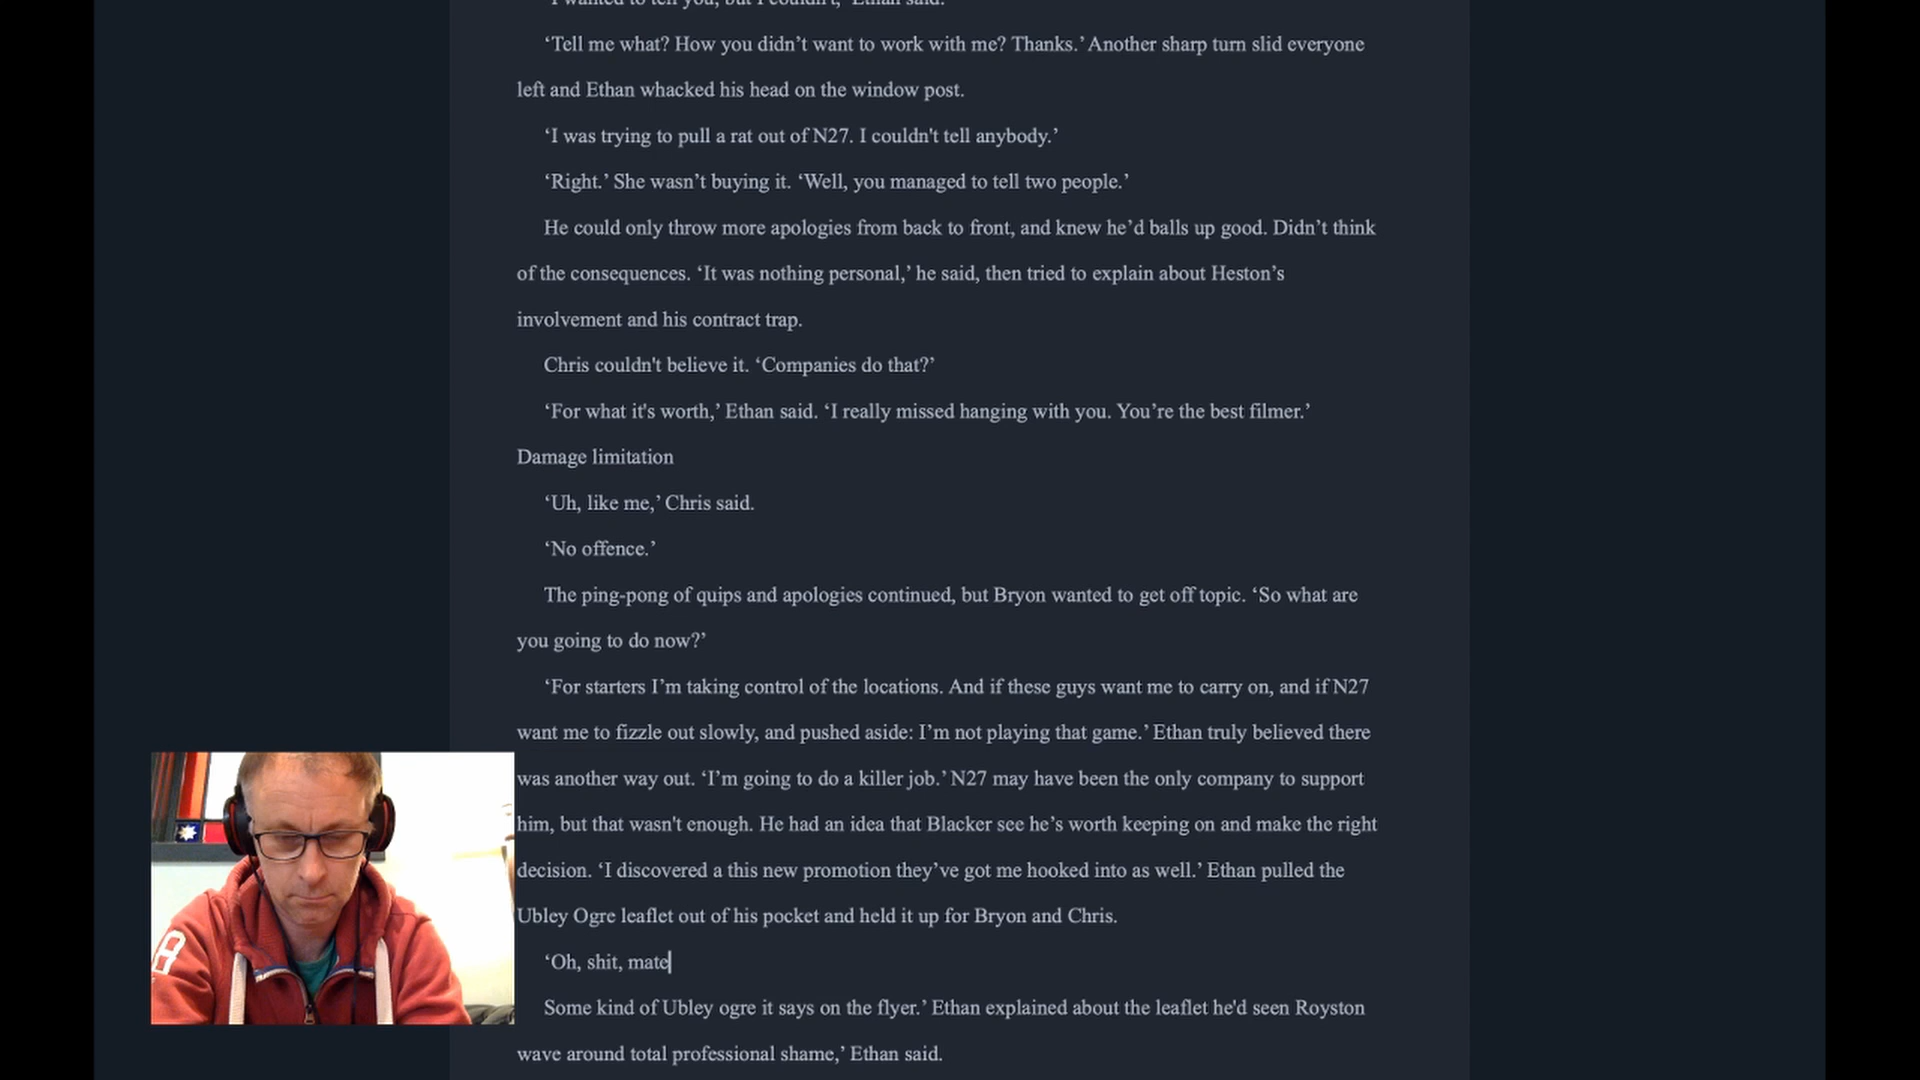 ‘I wanted to tell you, but I couldn't,’ Ethan said.
‘Tell me what? How you didn’t want to work with me? Thanks.’ Another sharp turn slid everyone
left and Ethan whacked his head on the window post.
‘I was trying to pull a rat out of N27. I couldn't tell anybody.’
‘Right.’ She wasn’t buying it. ‘Well, you managed to tell two people.’
He could only throw more apologies from back to front, and knew he’d balls up good. Didn’t think
of the consequences. ‘It was nothing personal,’ he said, then tried to explain about Heston’s
involvement and his contract trap.
Chris couldn't believe it. ‘Companies do that?’
‘For what it's worth,’ Ethan said. ‘I really missed hanging with you. You’re the best filmer.’
Damage limitation
‘Uh, like me,’ Chris said.
‘No offence.’
The ping-pong of quips and apologies continued, but Bryon wanted to get off topic. ‘So what are
you going to do now?’
‘For starters I’m taking control of the locations. And if these guys want me to carry on, and if N27
want me to fizzle out slowly, and pushed aside: I’m not playing that game.’ Ethan truly believed there
was another way out. ‘I’m going to do a killer job.’ N27 may have been the only company to support
him, but that wasn't enough. He had an idea that Blacker see he’s worth keeping on and make the right
decision. ‘I discovered a this new promotion they’ve got me hooked into as well.’ Ethan pulled the
Ubley Ogre leaflet out of his pocket and held it up for Bryon and Chris.
‘Oh, shit, mate
Some kind of Ubley ogre it says on the flyer.’ Ethan explained about the leaflet he'd seen Royston
wave around total professional shame,’ Ethan said.
8